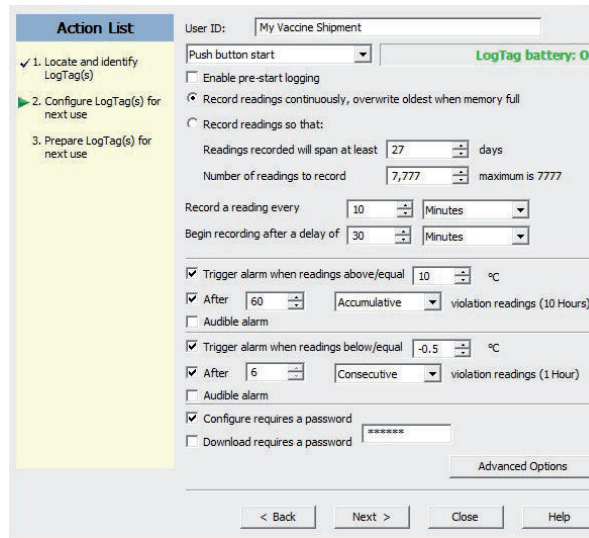 Action List
1. Locate and identify
LogTag(s)
2. Configure LogTag(s) for
next use
3. Prepare LogTag(s) for
next use
User ID: My Vaccine Shipment
Push button start
LogTag battery: O
Enable pre-start logging
Record readings continuously, overwrite oldest when memory full
Record readings so that:
Readings recorded will span at least 27 days
Number of readings to record 7,777 maximum is 7777
Record a reading every 10 Minutes
Begin recording after a delay of 30 Minutes
Trigger alarm when readings above/equal 10 °C
After 60 Accumulative violation readings (10 Hours)
Audible alarm
Trigger alarm when readings below/equal -0.5 °C
After 6 Consecutive violation readings (1 Hour)
Audible alarm
Configure requires a password
Download requires a password ******
Advanced Options
< Back Next > Close Help